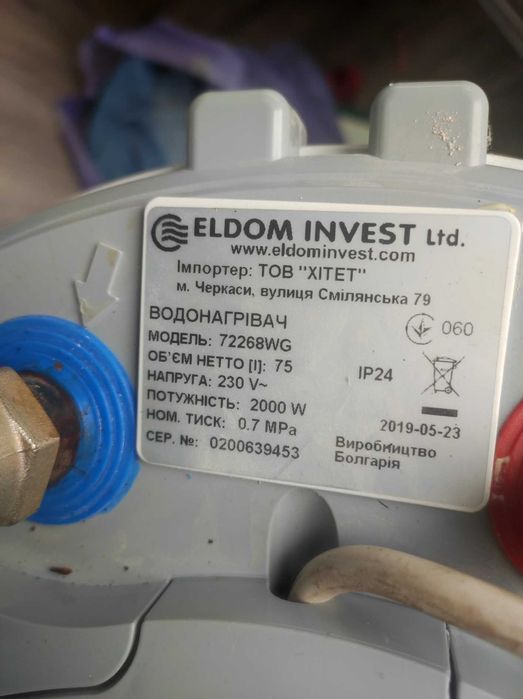 ELDOM INVEST Ltd.
www.eldominvest.com
Імпортер: ТОВ "ХІТЕТ"
м. Черкаси, вулиця Смілянська 79
ВОДОНАГРІВАЧ
МОДЕЛЬ: 72268WG
ОБ'ЄМ НЕТТО [l]: 75
НАПРУГА: 230 V~
ПОТУЖНІСТЬ: 2000 W
НОМ. ТИСК: 0.7 MPa
СЕР. №: 0200639453
060
IP24
2019-05-23
Виробництво
Болгарія